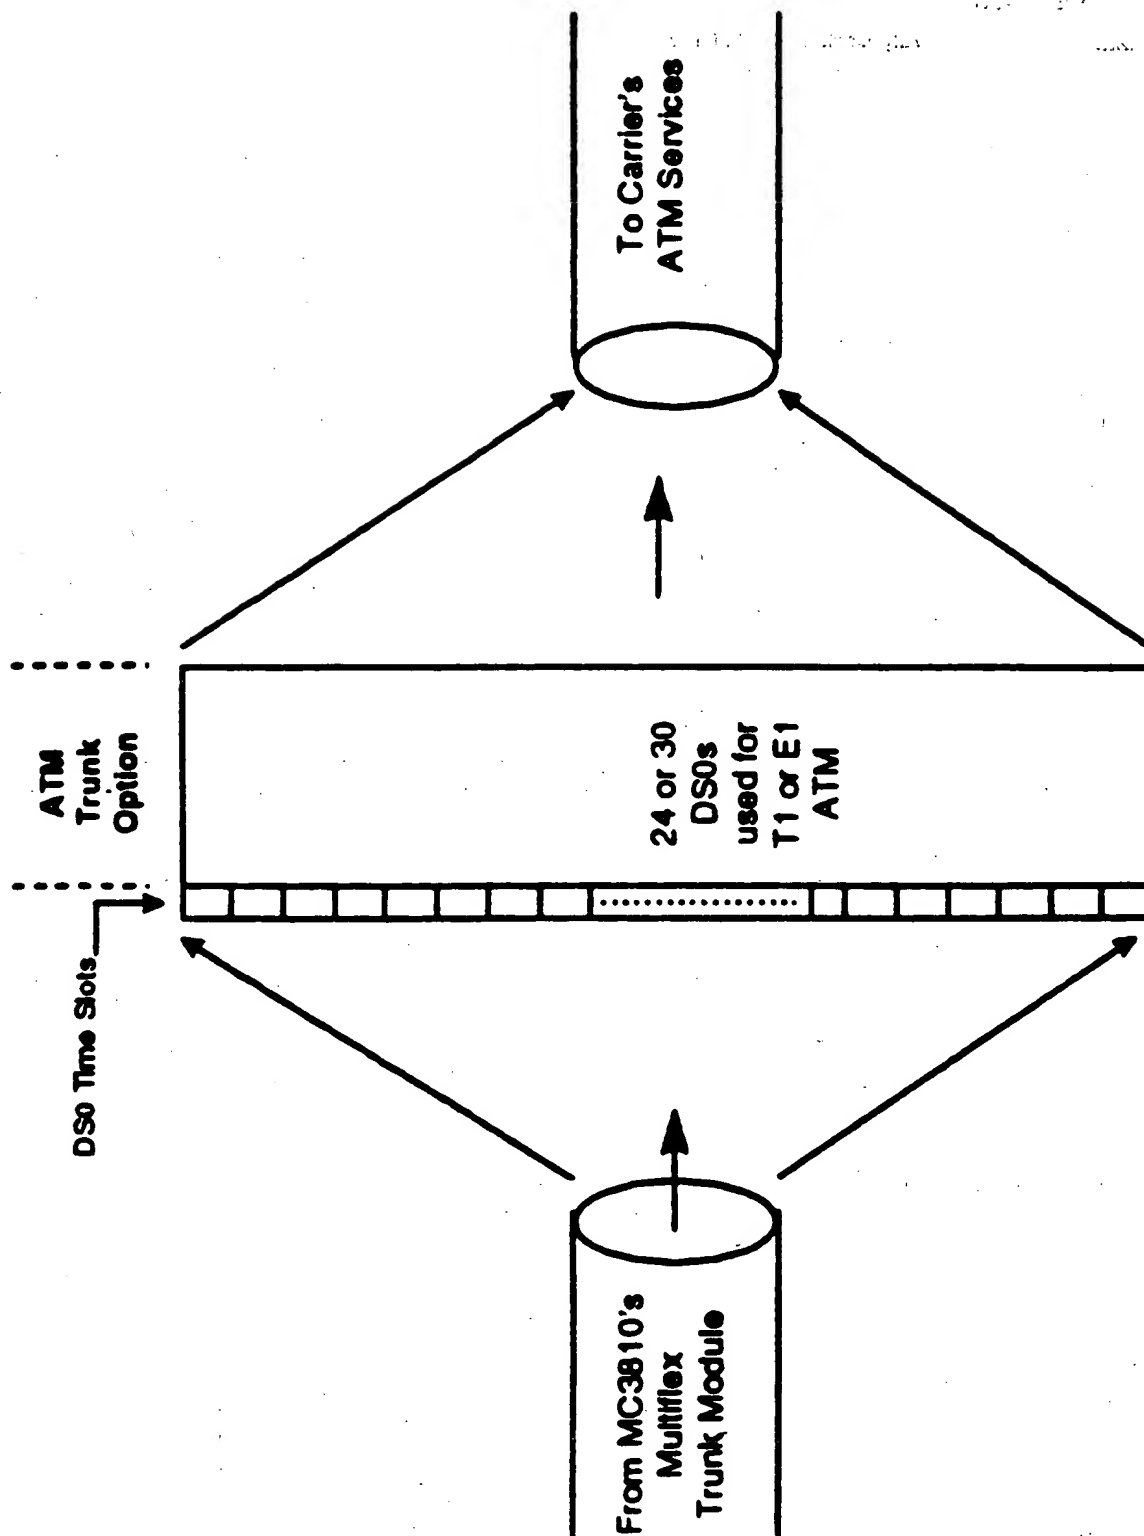 DS0 Time Slots
ATM
Trunk
Option
From MC3810's
Multiflex
Trunk Module
24 or 30
DS0s
used for
T1 or E1
ATM
To Carrier's
ATM Services